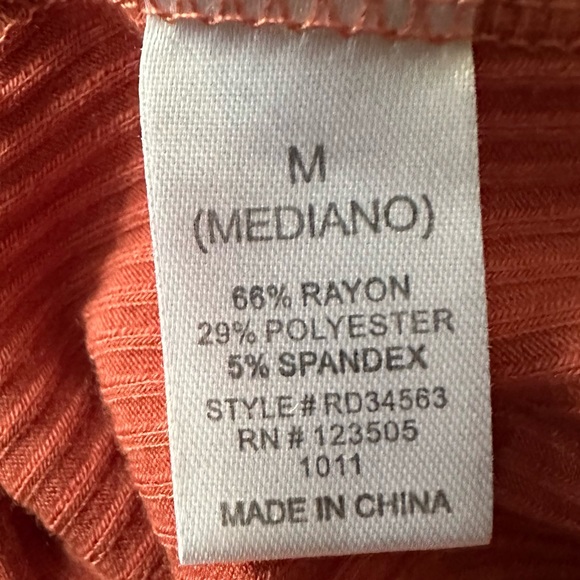 M
(MEDIANO)
66% RAYON
29% POLYESTER
5% SPANDEX
STYLE# RD34563
RN # 123505
1011
MADE IN CHINA